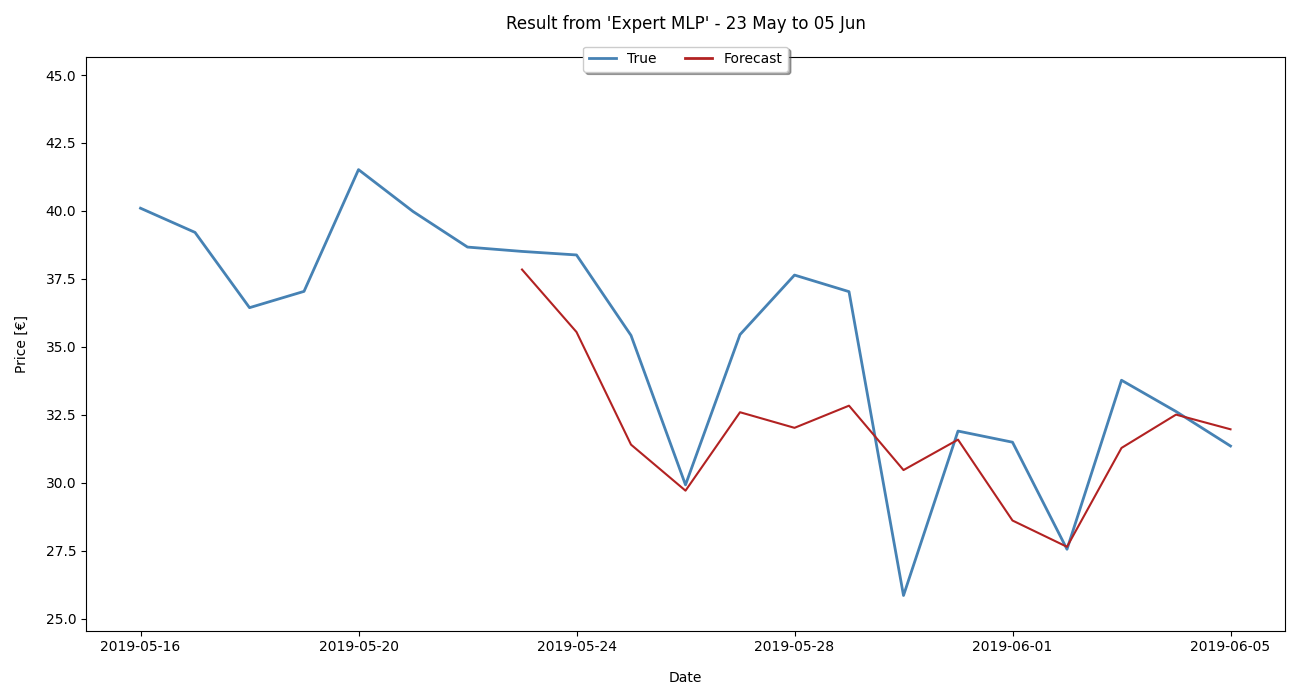 Result from 'Expert MLP' - 23 May to 05 Jun
True Forecast
45.0
42.5
40.0
37.5
35.0
32.5
30.0
27.5
25.0
Price [€]
2019-05-16 2019-05-20 2019-05-24 2019-05-28 2019-06-01 2019-06-05
Date